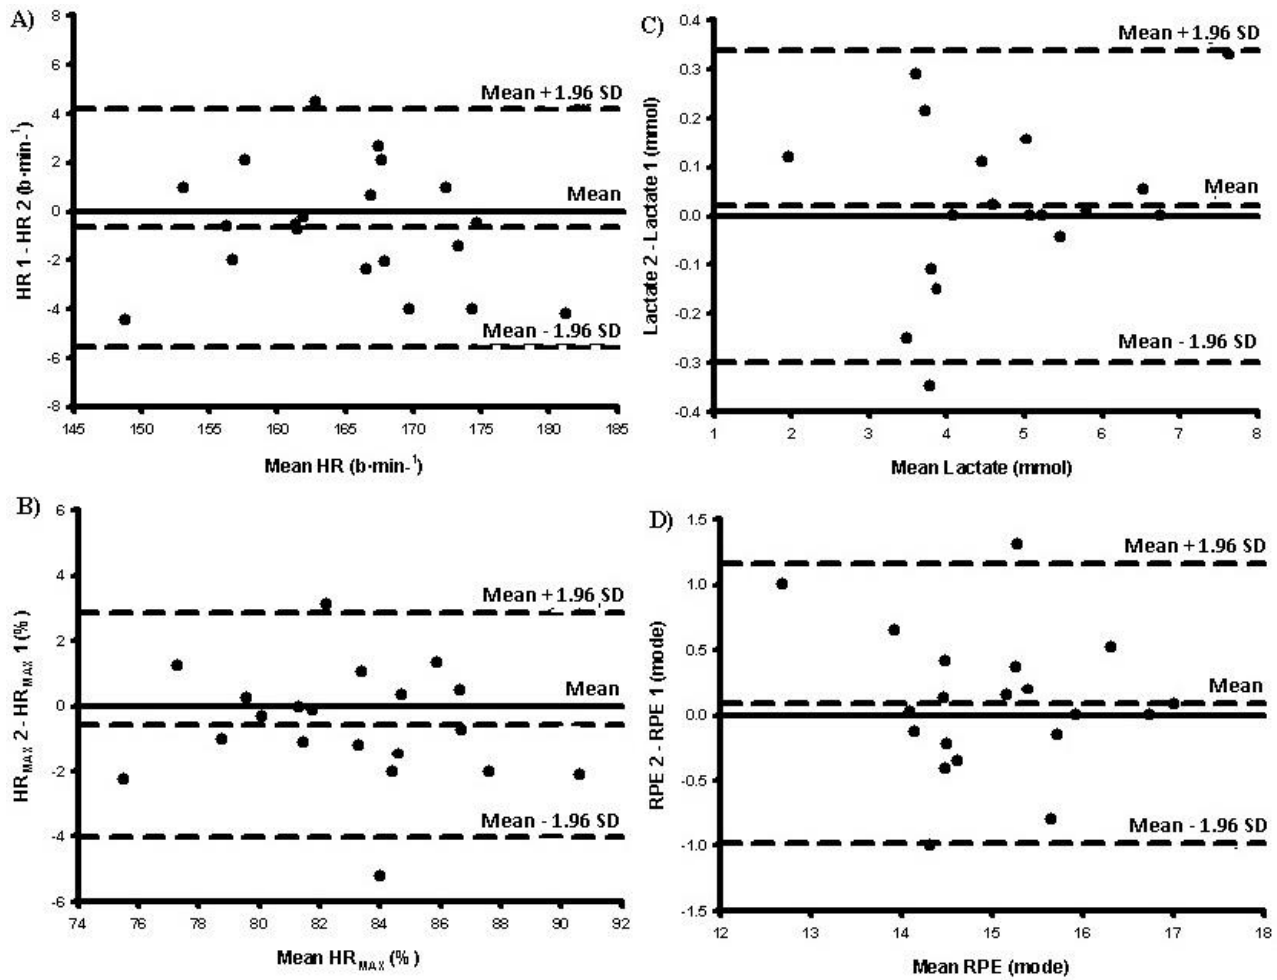 A)
8
6
4
2
0
-2
-4
-6
-8
HR 1 - HR 2 (b·min-¹)
Mean + 1.96 SD
Mean
Mean - 1.96 SD
145 150 155 160 165 170 175 180 185
Mean HR (b·min-¹)
C)
0.4
0.3
0.2
0.1
0.0
-0.1
-0.2
-0.3
-0.4
Lactate 2 - Lactate 1 (mmol)
Mean + 1.96 SD
Mean
Mean - 1.96 SD
1 2 3 4 5 6 7 8
Mean Lactate (mmol)
B)
6
4
2
0
-2
-4
-6
HRMAX 2 - HRMAX 1 (%)
Mean + 1.96 SD
Mean
Mean - 1.96 SD
74 76 78 80 82 84 86 88 90 92
Mean HRMAX (%)
D)
1.5
1.0
0.5
0.0
-0.5
-1.0
-1.5
RPE 2 - RPE 1 (mode)
Mean + 1.96 SD
Mean
Mean - 1.96 SD
12 13 14 15 16 17 18
Mean RPE (mode)